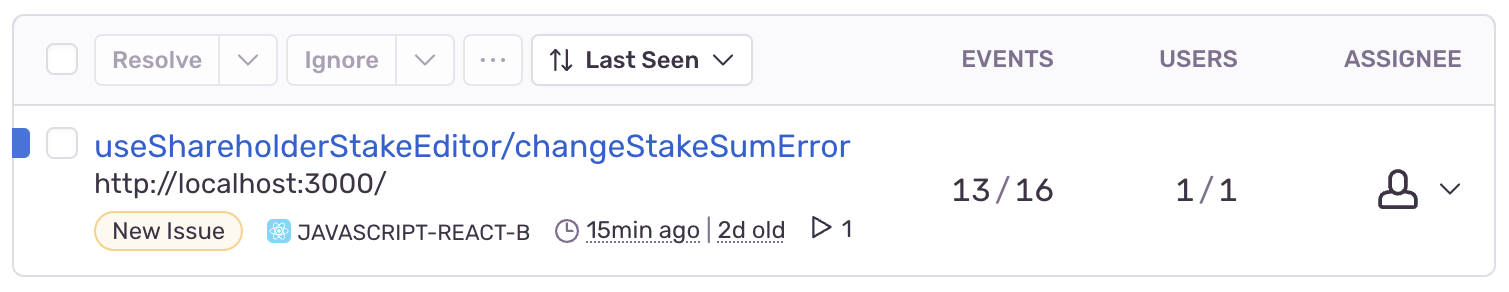 Resolve Ignore ... Last Seen EVENTS USERS ASSIGNEE
useShareholderStakeEditor/changeStakeSumError
http://localhost:3000/
13/16 1/1
New Issue JAVASCRIPT-REACT-B 15min ago | 2d old 1